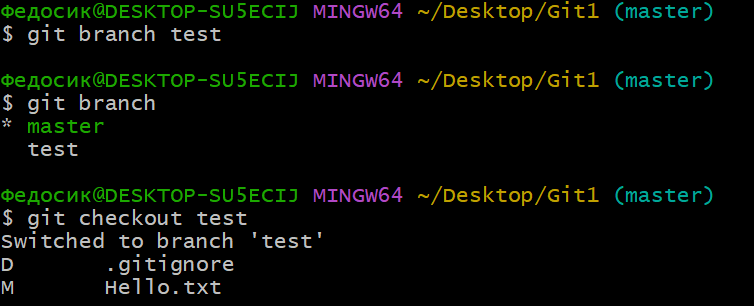 Федосик@DESKTOP-SU5ECIJ MINGW64 ~/Desktop/Git1 (master)
$ git branch test
Федосик@DESKTOP-SU5ECIJ MINGW64 ~/Desktop/Git1 (master)
$ git branch
* master
  test
Федосик@DESKTOP-SU5ECIJ MINGW64 ~/Desktop/Git1 (master)
$ git checkout test
Switched to branch 'test'
D       .gitignore
M       Hello.txt